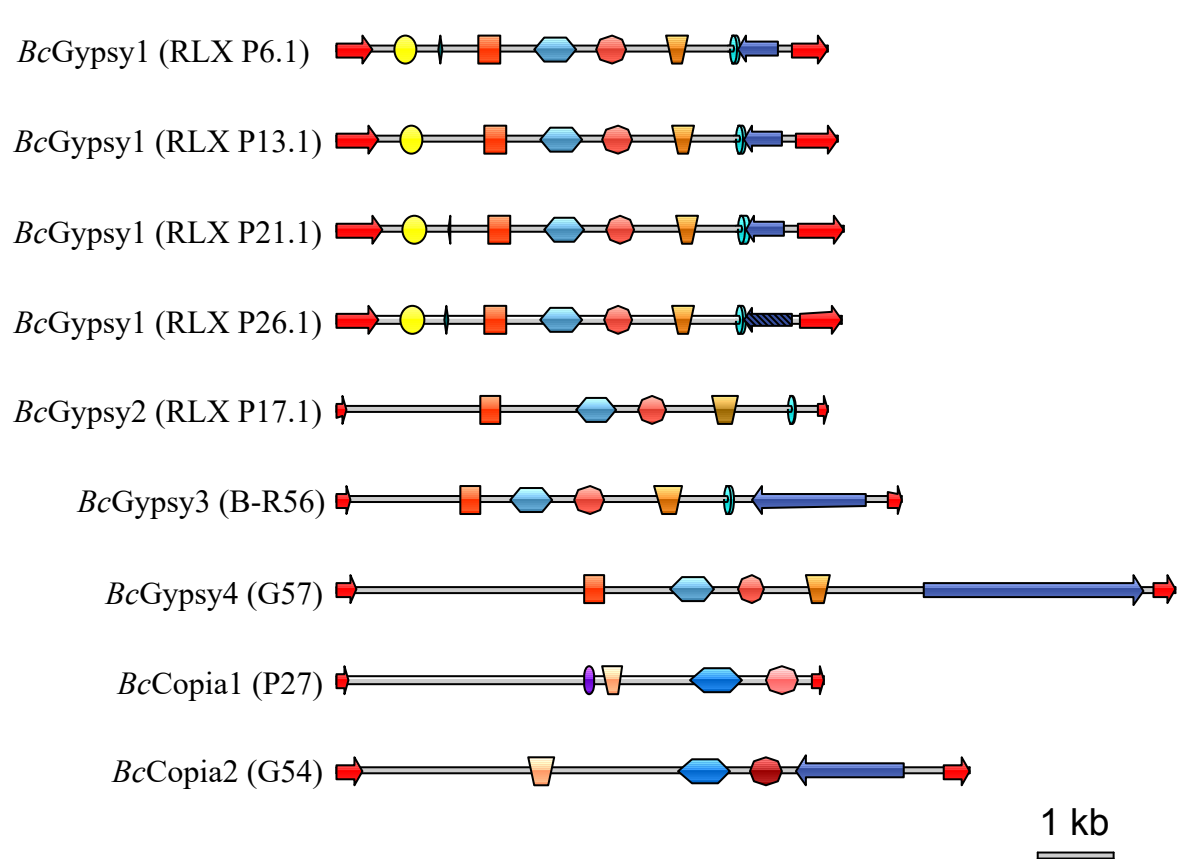 BcGypsy1 (RLX P6.1)
BcGypsy1 (RLX P13.1)
BcGypsy1 (RLX P21.1)
BcGypsy1 (RLX P26.1)
BcGypsy2 (RLX P17.1)
BcGypsy3 (B-R56)
BcGypsy4 (G57)
BcCopia1 (P27)
BcCopia2 (G54)
1 kb